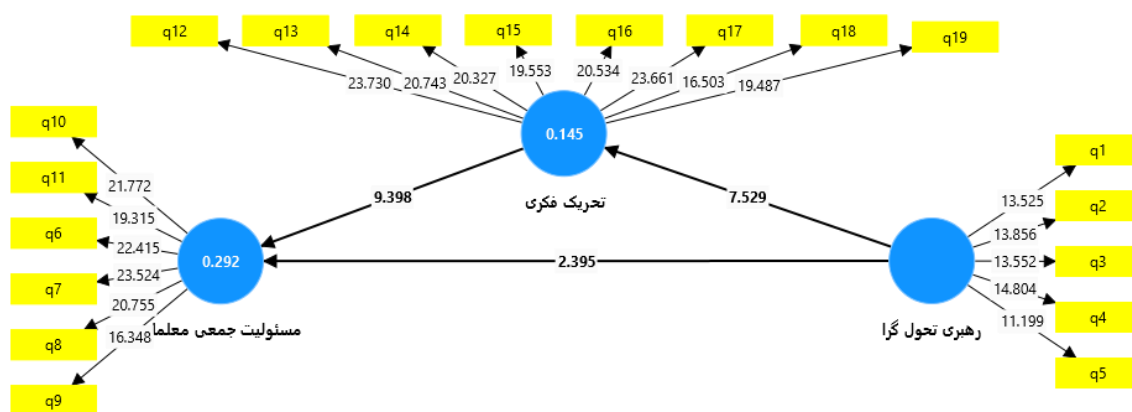 q12
q13
q14
q15
q16
q17
q18
q19
23.730
20.743
20.327
19.553
20.534
23.661
16.503
19.487
0.145
تحریک فکری
q10
q11
q6
q7
q8
q9
21.772
19.315
22.415
23.524
20.755
16.348
0.292
مسئولیت جمعی معلما
9.398
7.529
2.395
رهبری تحول گرا
q1
q2
q3
q4
q5
13.525
13.856
13.552
14.804
11.199